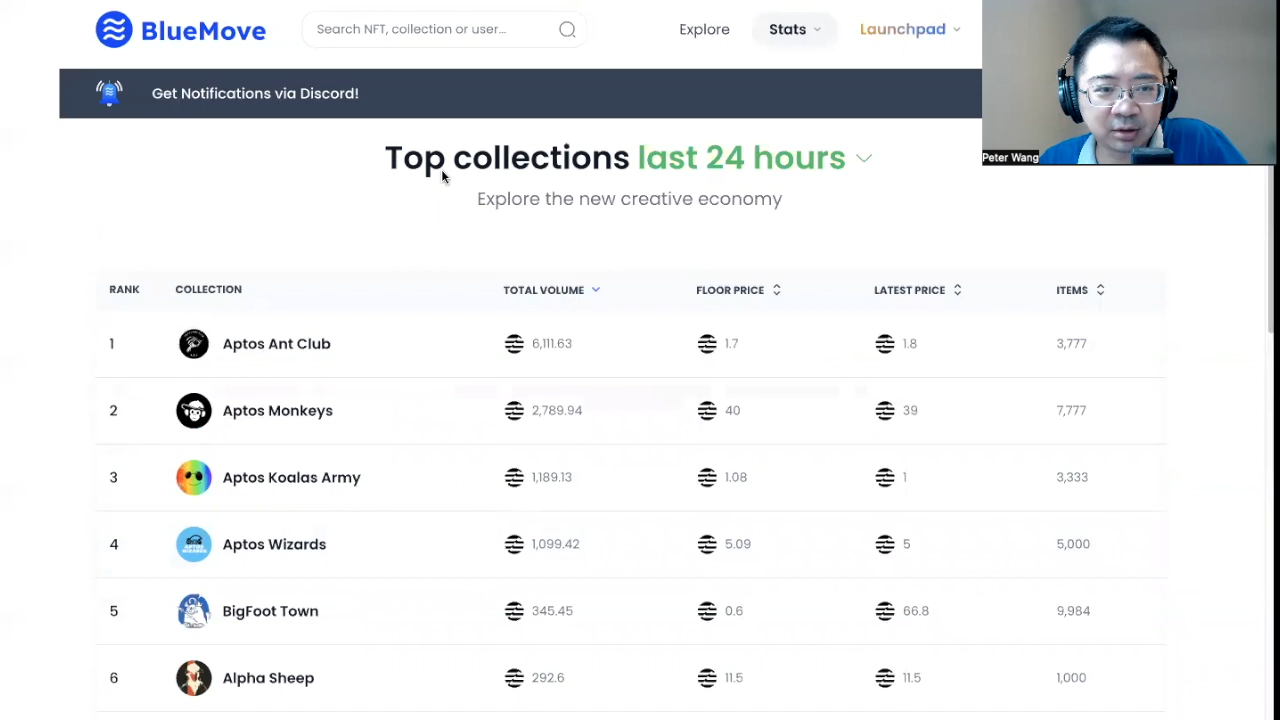 BlueMove
Search NFT, collection or user...
Explore
Stats
Launchpad
Get Notifications via Discord!
Peter Wang
Top collections last 24 hours
Explore the new creative economy
RANK COLLECTION TOTAL VOLUME FLOOR PRICE LATEST PRICE ITEMS
1 Aptos Ant Club 6,111.63 1.7 1.8 3,777
2 Aptos Monkeys 2,789.94 40 39 7,777
3 Aptos Koalas Army 1,189.13 1.08 1 3,333
4 Aptos Wizards 1,099.42 5.09 5 5,000
5 BigFoot Town 345.45 0.6 66.8 9,984
6 Alpha Sheep 292.6 11.5 11.5 1,000